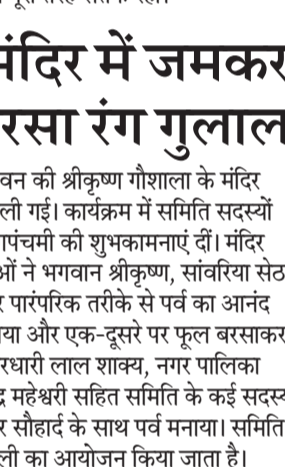 मंदिर में जमकर
रसा रंग गुलाल
वन की श्रीकृष्ण गौशाला के मंदिर
ली गई। कार्यक्रम में समिति सदस्यों
गपंचमी की शुभकामनाएं दीं। मंदिर
ओं ने भगवान श्रीकृष्ण, सांवरिया सेठ
पारंपरिक तरीके से पर्व का आनंद
या और एक-दूसरे पर फूल बरसाकर
रधारी लाल शाक्य, नगर पालिका
महेश्वरी सहित समिति के कई सदस्य
सौहार्द के साथ पर्व मनाया। समिति
ली का आयोजन किया जाता है।